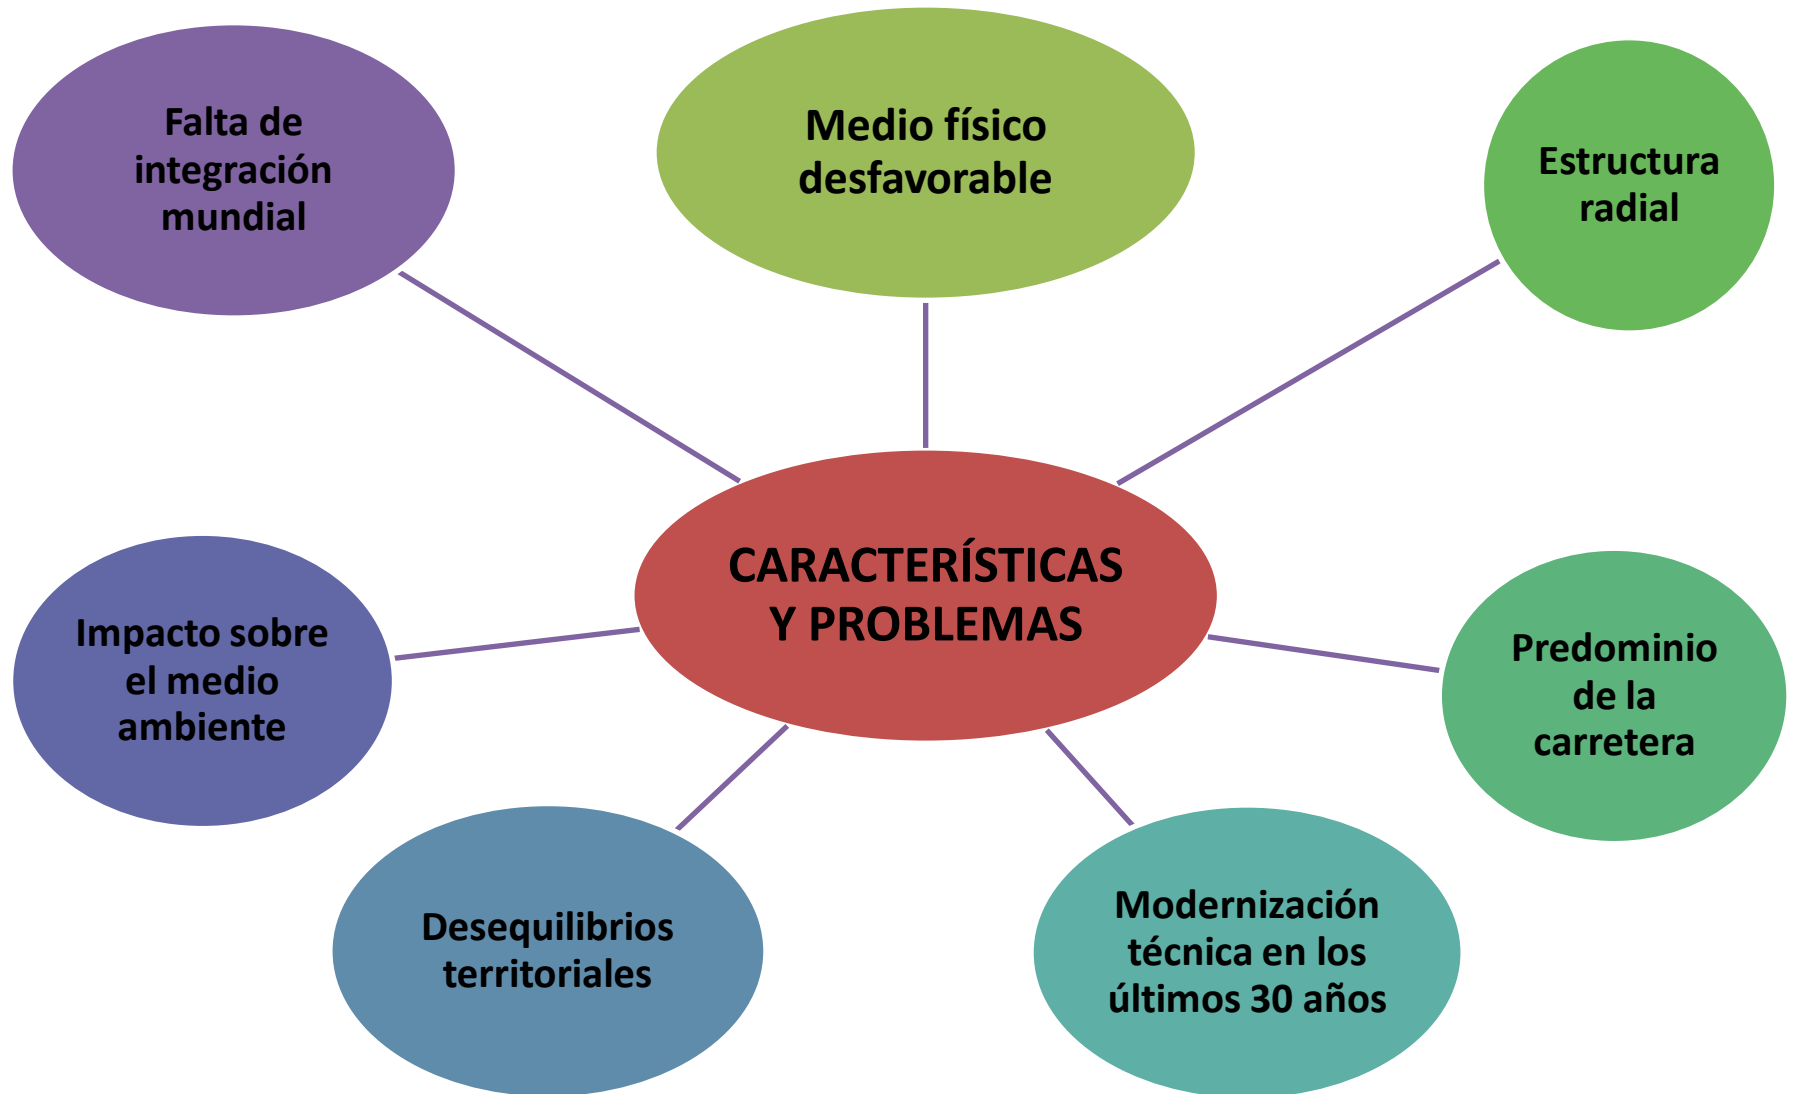 Falta de
integración
mundial
Medio físico
desfavorable
Estructura
radial
CARACTERÍSTICAS
Y PROBLEMAS
Impacto sobre
el medio
ambiente
Predominio
de la
carretera
Desequilibrios
territoriales
Modernización
técnica en los
últimos 30 años